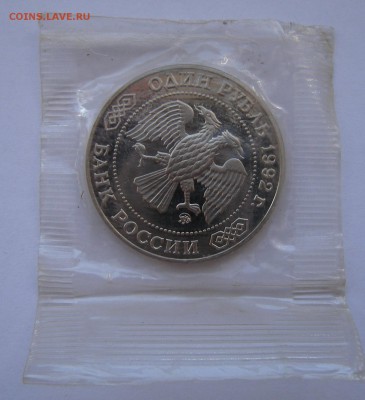 COINS.LAVE.RU
ОДИН РУБЛЬ 1992 Г.
БАНК РОССИИ